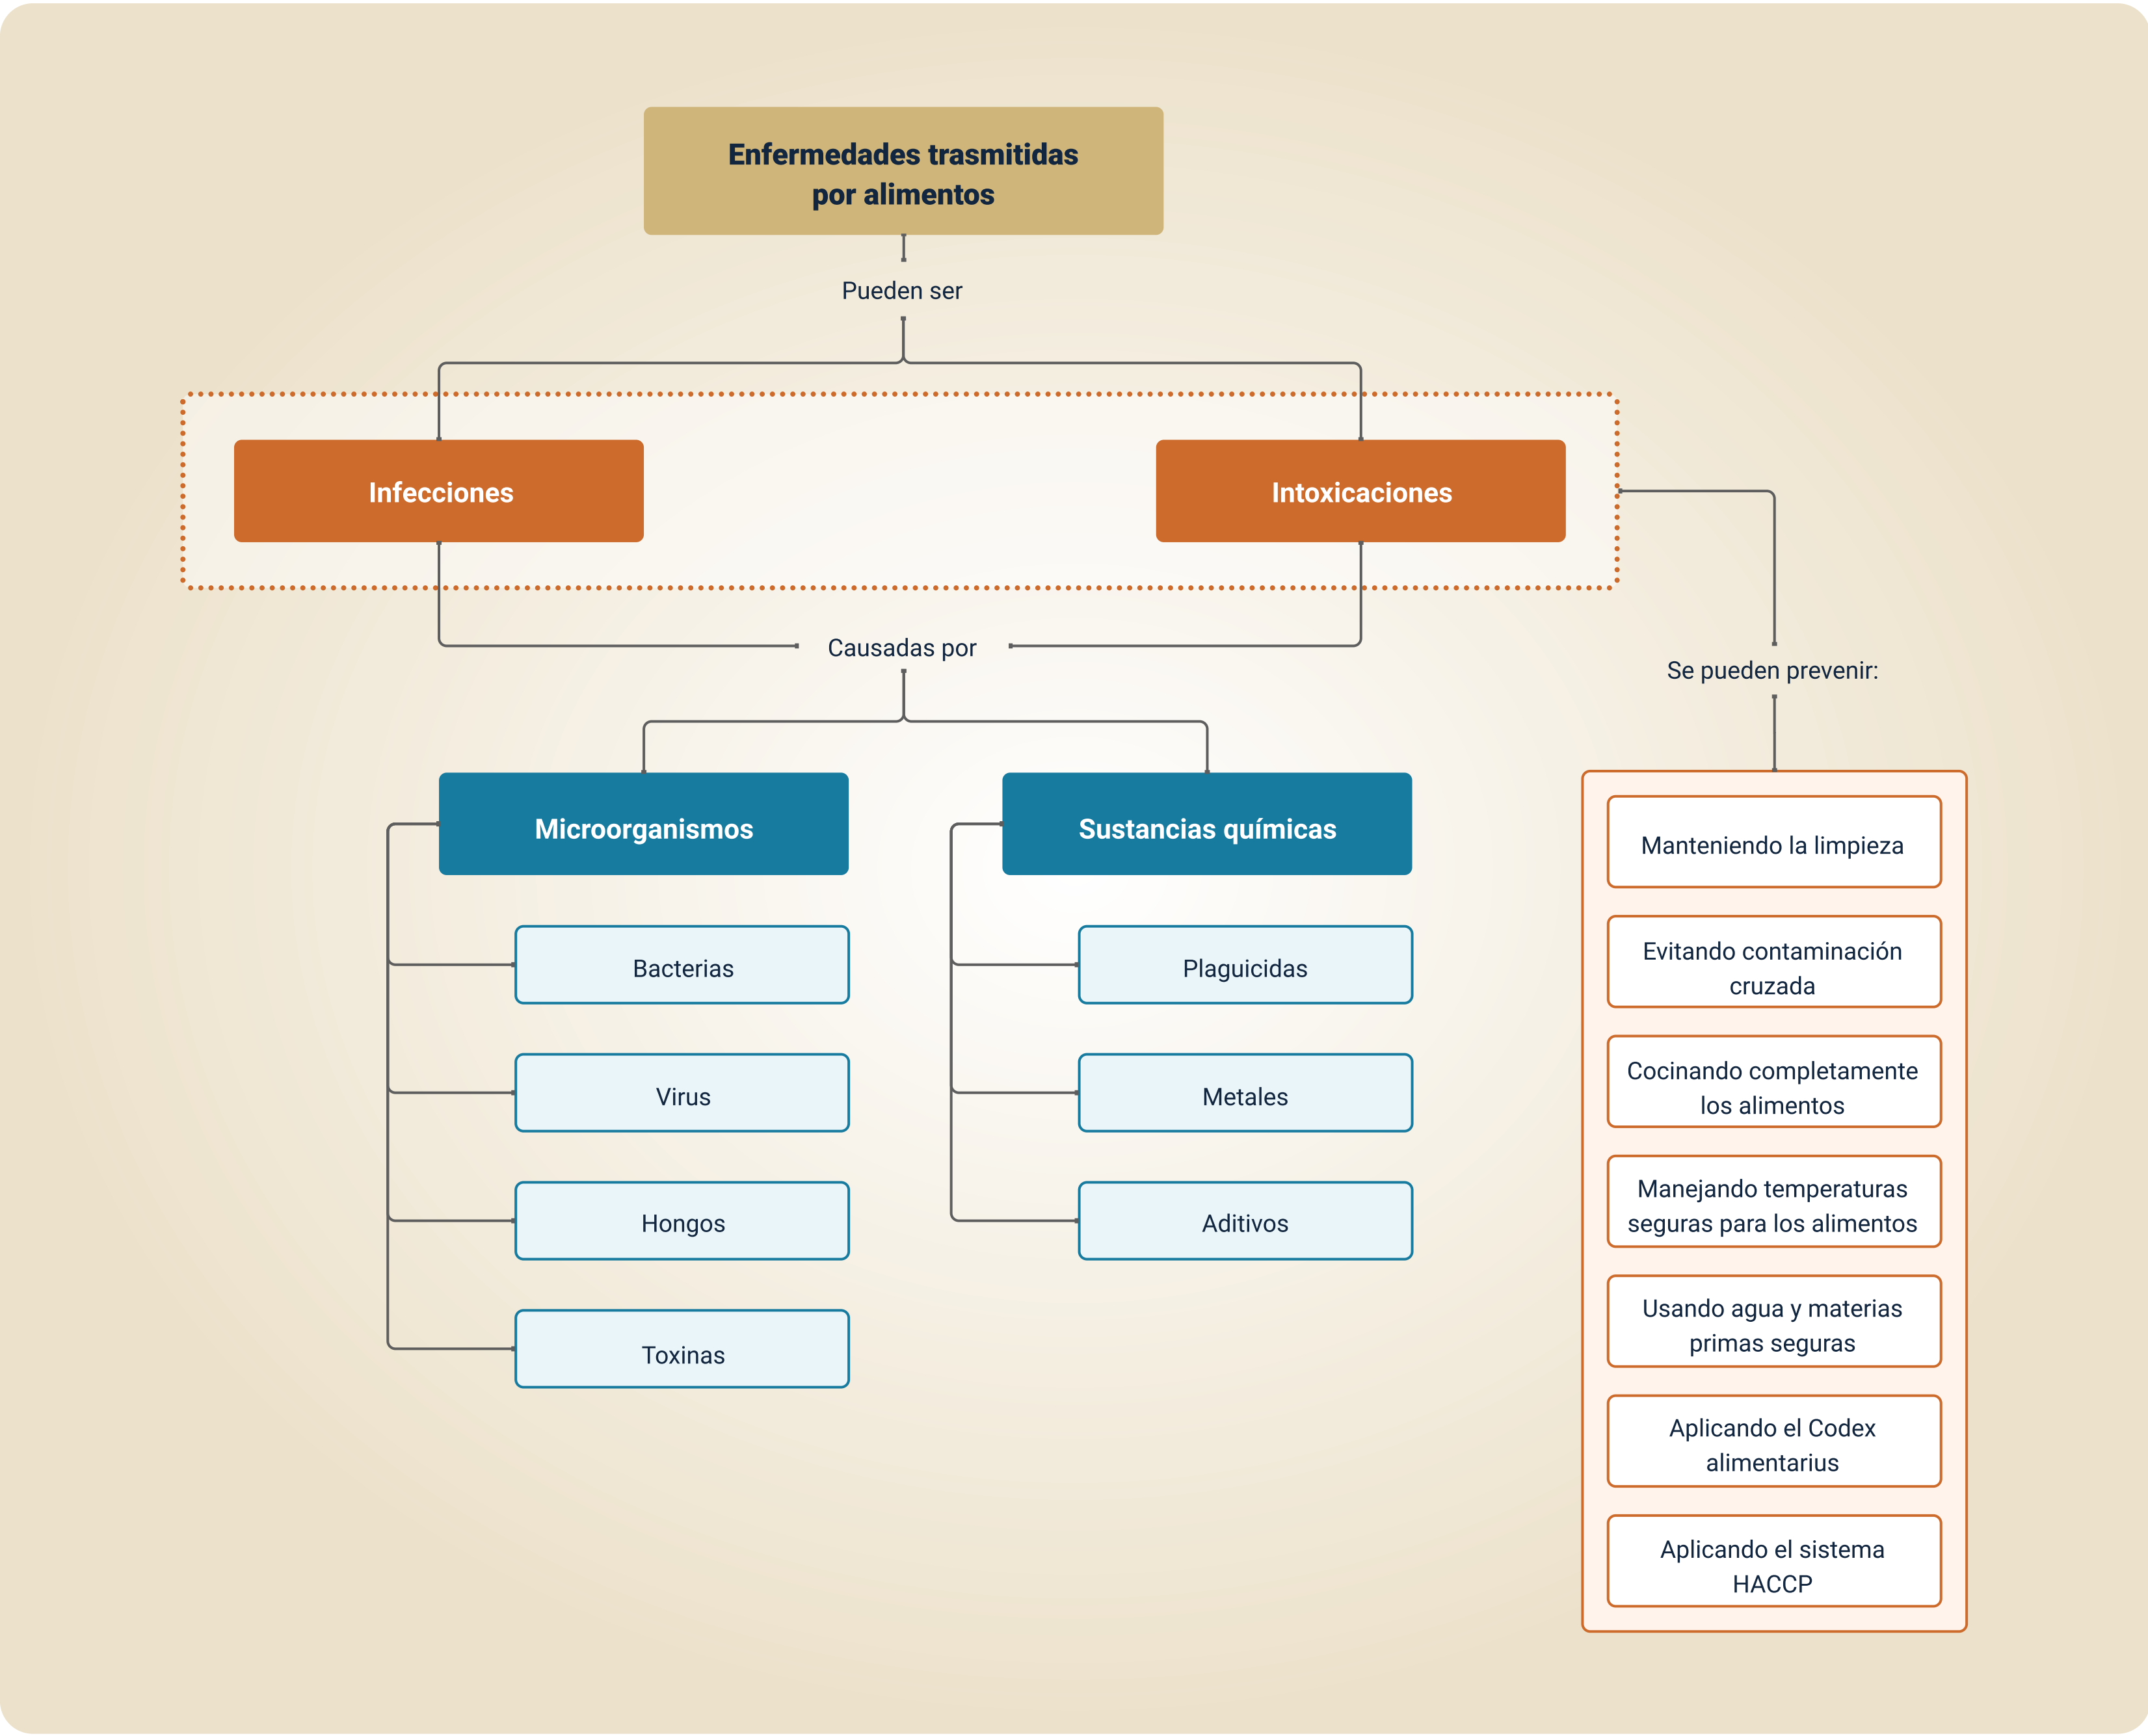 Enfermedades trasmitidas
por alimentos
Pueden ser
Infecciones
Intoxicaciones
Causadas por
Se pueden prevenir:
Microorganismos
Bacterias
Virus
Hongos
Toxinas
Sustancias químicas
Plaguicidas
Metales
Aditivos
Manteniendo la limpieza
Evitando contaminación
cruzada
Cocinando completamente
los alimentos
Manejando temperaturas
seguras para los alimentos
Usando agua y materias
primas seguras
Aplicando el Codex
alimentarius
Aplicando el sistema
HACCP